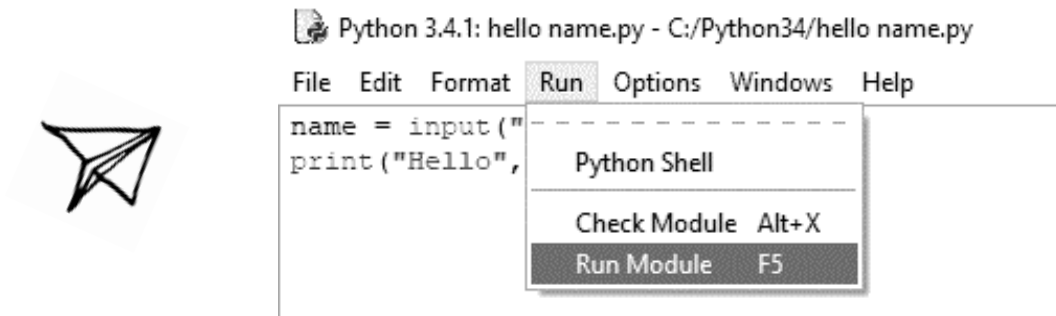 Python 3.4.1: hello name.py - C:/Python34/hello name.py
File Edit Format Run Options Windows Help
name = input("
print("Hello",
Python Shell
Check Module Alt+X
Run Module F5